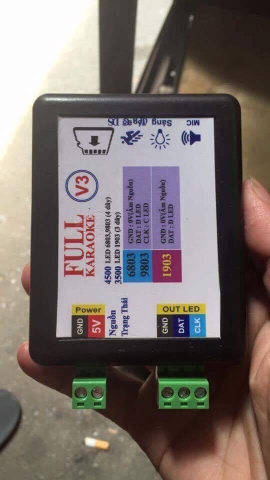 MIC
Sáng
FULL
KARAOKE
V3
4500 LED 6803,9803 (4 dây)
3500 LED 1903 (3 dây)
6803
9803
GND : 0V(Âm Nguồn)
DAT : D LED
CLK : C LED
1903
GND : 0V(Âm Nguồn)
DAT : D LED
Nguồn
Trạng Thái
Power
GND
5V
OUT LED
GND
DAT
CLK